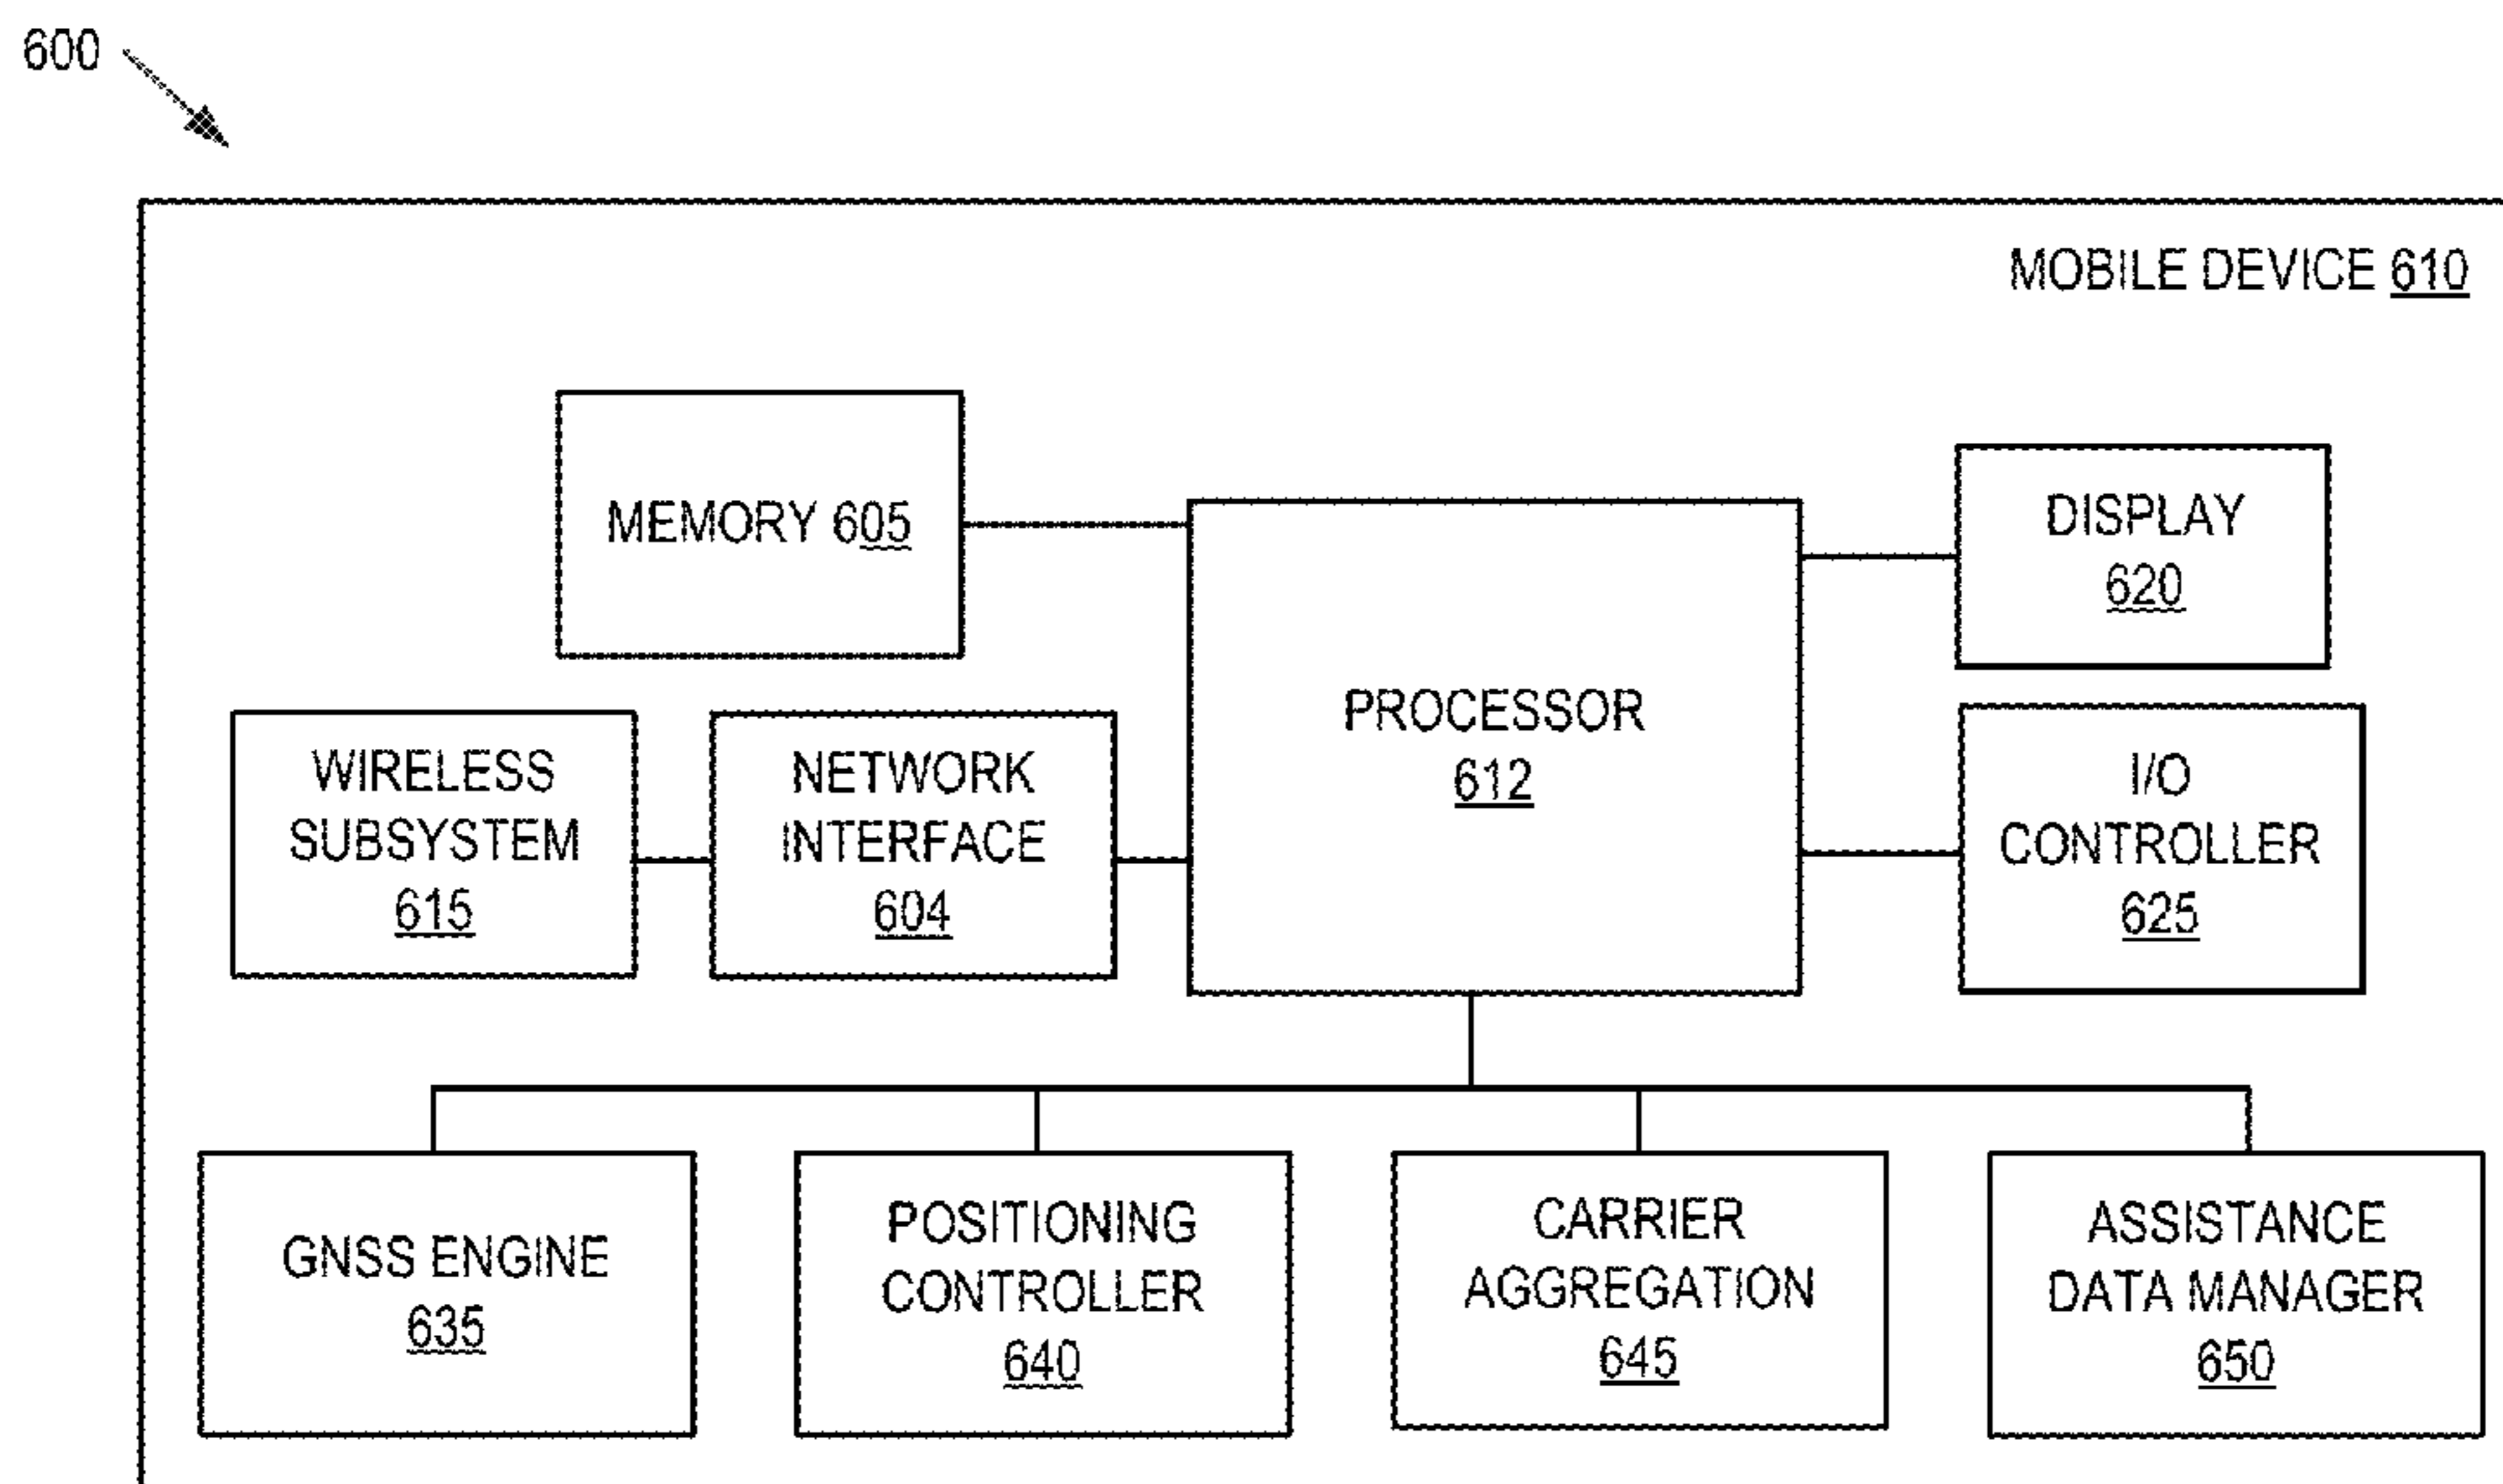 600
MOBILE DEVICE 610
MEMORY 605
DISPLAY
620
PROCESSOR
612
WIRELESS
SUBSYSTEM
615
NETWORK
INTERFACE
604
I/O
CONTROLLER
625
GNSS ENGINE
635
POSITIONING
CONTROLLER
640
CARRIER
AGGREGATION
645
ASSISTANCE
DATA MANAGER
650